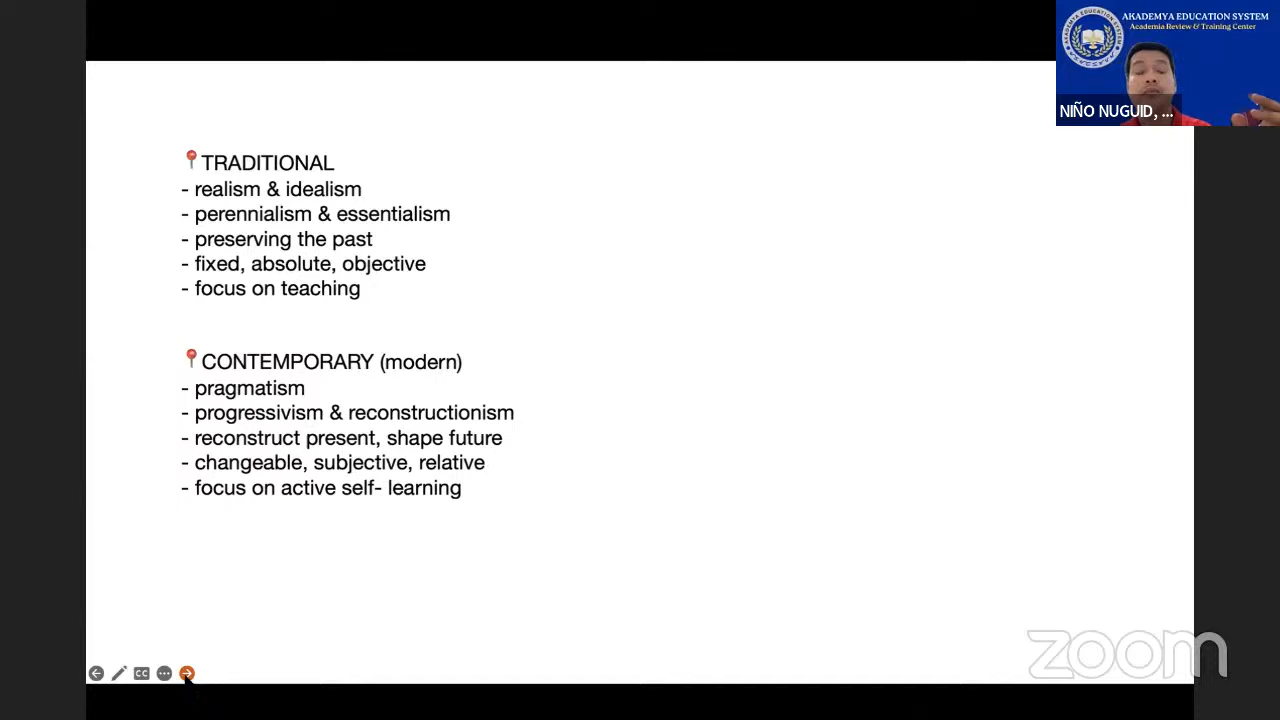 AKADEMYA EDUCATION SYSTEM
Academia Review & Training Center
NIÑO NUGUID, ...
📍TRADITIONAL
- realism & idealism
- perennialism & essentialism
- preserving the past
- fixed, absolute, objective
- focus on teaching
📍CONTEMPORARY (modern)
- pragmatism
- progressivism & reconstructionism
- reconstruct present, shape future
- changeable, subjective, relative
- focus on active self- learning
CC
zoom